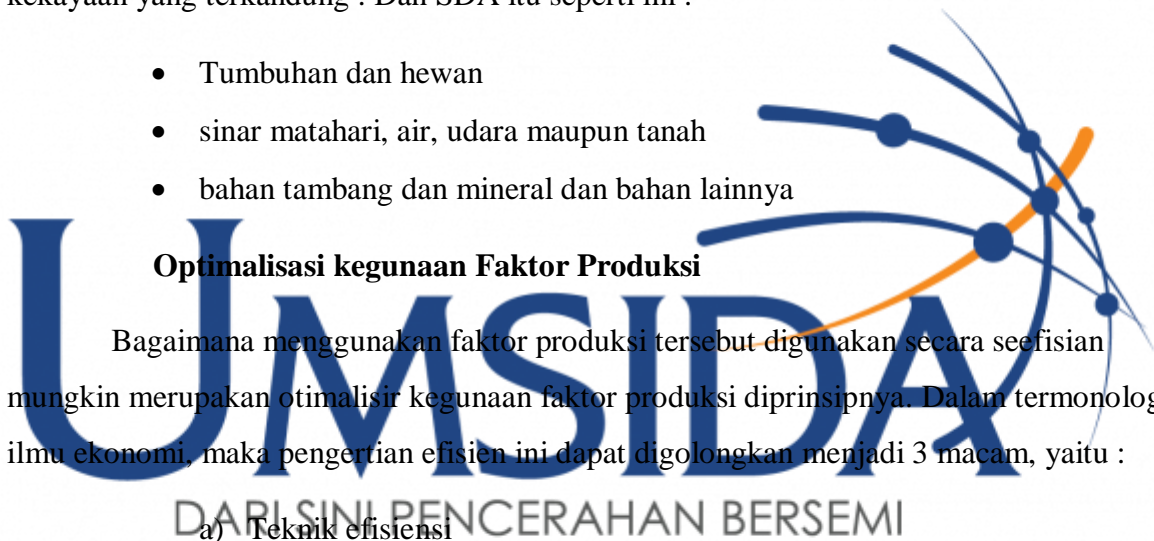 kekayaan yang terkandung . Dan SDA itu seperti ini :
• Tumbuhan dan hewan
• sinar matahari, air, udara maupun tanah
• bahan tambang dan mineral dan bahan lainnya
Optimalisasi kegunaan Faktor Produksi
Bagaimana menggunakan faktor produksi tersebut digunakan secara seefisian
mungkin merupakan otimalisir kegunaan faktor produksi diprinsipnya. Dalam termonolog
ilmu ekonomi, maka pengertian efisien ini dapat digolongkan menjadi 3 macam, yaitu :
a) Teknik efisiensi
UMSIDA
DARI SINI PENCERAHAN BERSEMI